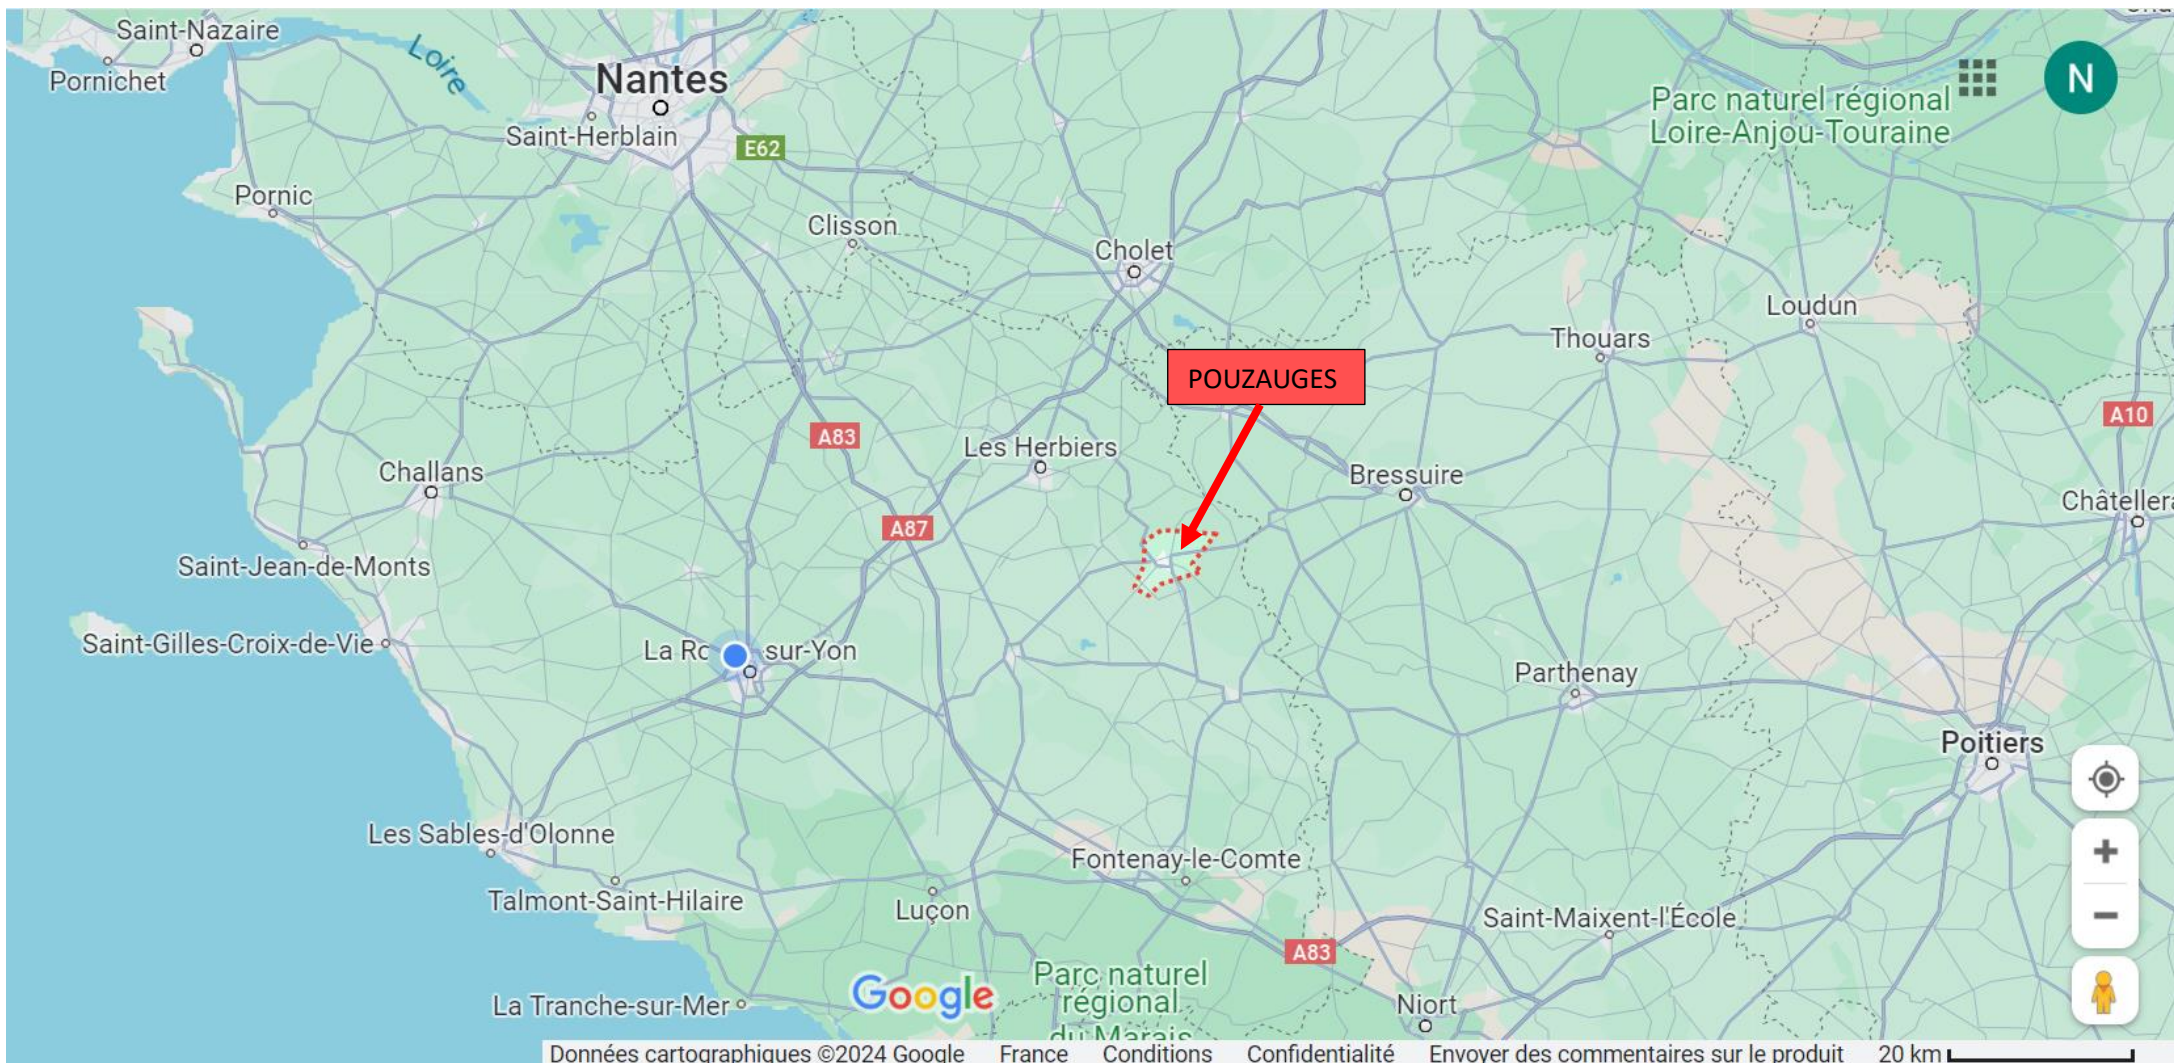 Saint-Nazaire
Pornichet
Loire
Nantes
Saint-Herblain
E62
Parc naturel régional
Loire-Anjou-Touraine
N
Pornic
Clisson
Cholet
Loudun
Thouars
POUZAUGES
A10
A83
Les Herbiers
Challans
Bressuire
Châteller
A87
Saint-Jean-de-Monts
Saint-Gilles-Croix-de-Vie
La Ro sur-Yon
Parthenay
Poitiers
Les Sables-d'Olonne
Fontenay-le-Comte
Talmont-Saint-Hilaire
Luçon
Saint-Maixent-l'École
A83
Parc naturel
régional
du Marais
Google
La Tranche-sur-Mer
Niort
Données cartographiques ©2024 Google France Conditions Confidentialité Envoyer des commentaires sur le produit 20 km